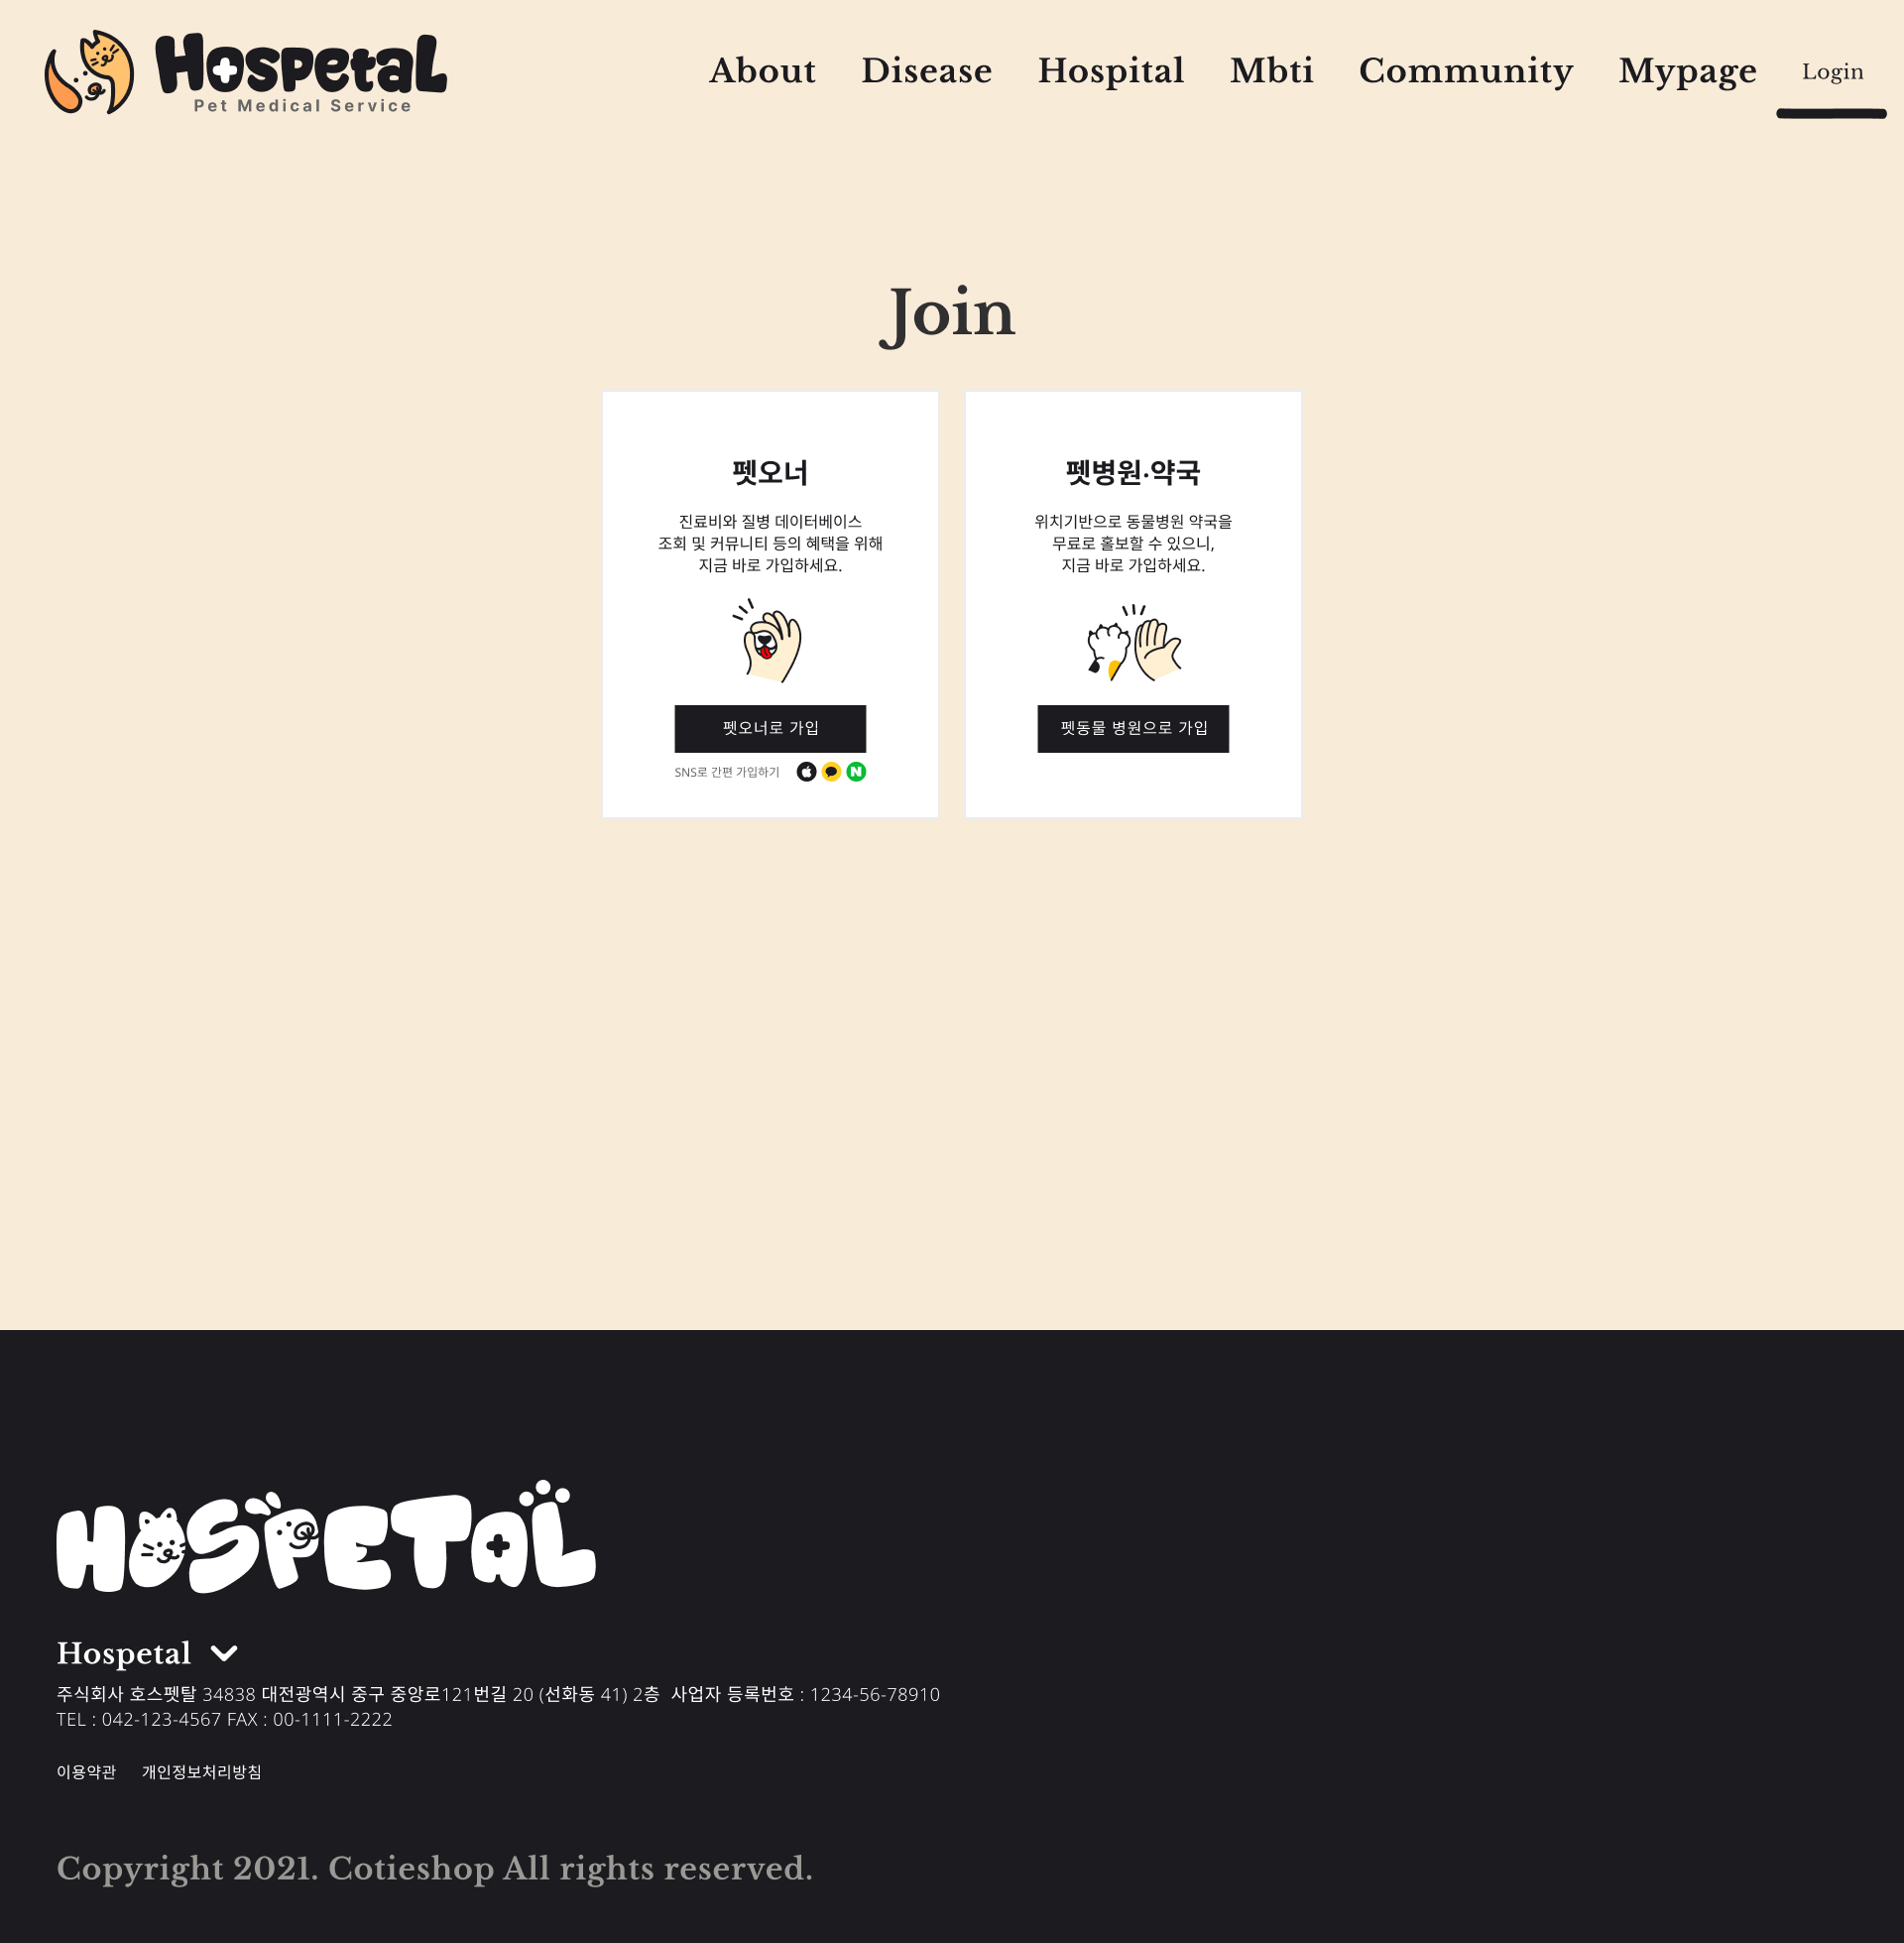 HospetaL
Pet Medical Service
About Disease Hospital Mbti Community Mypage Login
Join
펫오너
진료비와 질병 데이터베이스
조회 및 커뮤니티 등의 혜택을 위해
지금 바로 가입하세요.
펫오너로 가입
SNS로 간편 가입하기
N
펫병원·약국
위치기반으로 동물병원 약국을
무료로 홀보할 수 있으니,
지금 바로 가입하세요.
펫동물 병원으로 가입
HOSPETAL
Hospetal
주식회사 호스펫탈 34838 대전광역시 중구 중앙로121번길 20 (선화동 41) 2층 사업자 등록번호 : 1234-56-78910
TEL : 042-123-4567 FAX : 00-1111-2222
이용약관 개인정보처리방침
Copyright 2021. Cotieshop All rights reserved.